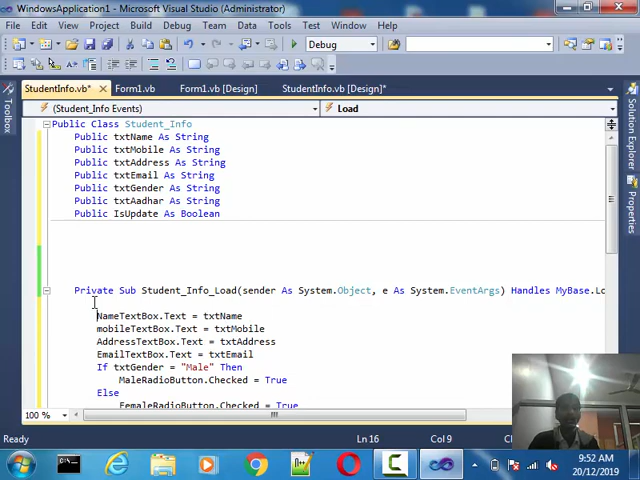 WindowsApplication1 - Microsoft Visual Studio (Administrator)
File Edit View Project Build Debug Team Data Tools Test Window Help
Debug
StudentInfo.vb* Form1.vb Form1.vb [Design] StudentInfo.vb [Design]*
(Student_Info Events) Load
Toolbox
Solution Explorer
Properties
Public Class Student_Info
Public txtName As String
Public txtMobile As String
Public txtAddress As String
Public txtEmail As String
Public txtGender As String
Public txtAadhar As String
Public IsUpdate As Boolean
Private Sub Student_Info_Load(sender As System.Object, e As System.EventArgs) Handles MyBase.Lo
NameTextBox.Text = txtName
mobileTextBox.Text = txtMobile
AddressTextBox.Text = txtAddress
EmailTextBox.Text = txtEmail
If txtGender = "Male" Then
MaleRadioButton.Checked = True
Else
FemaleRadioButton.Checked = True
100 %
Ready Ln 16 Col 9
9:52 AM
20/12/2019